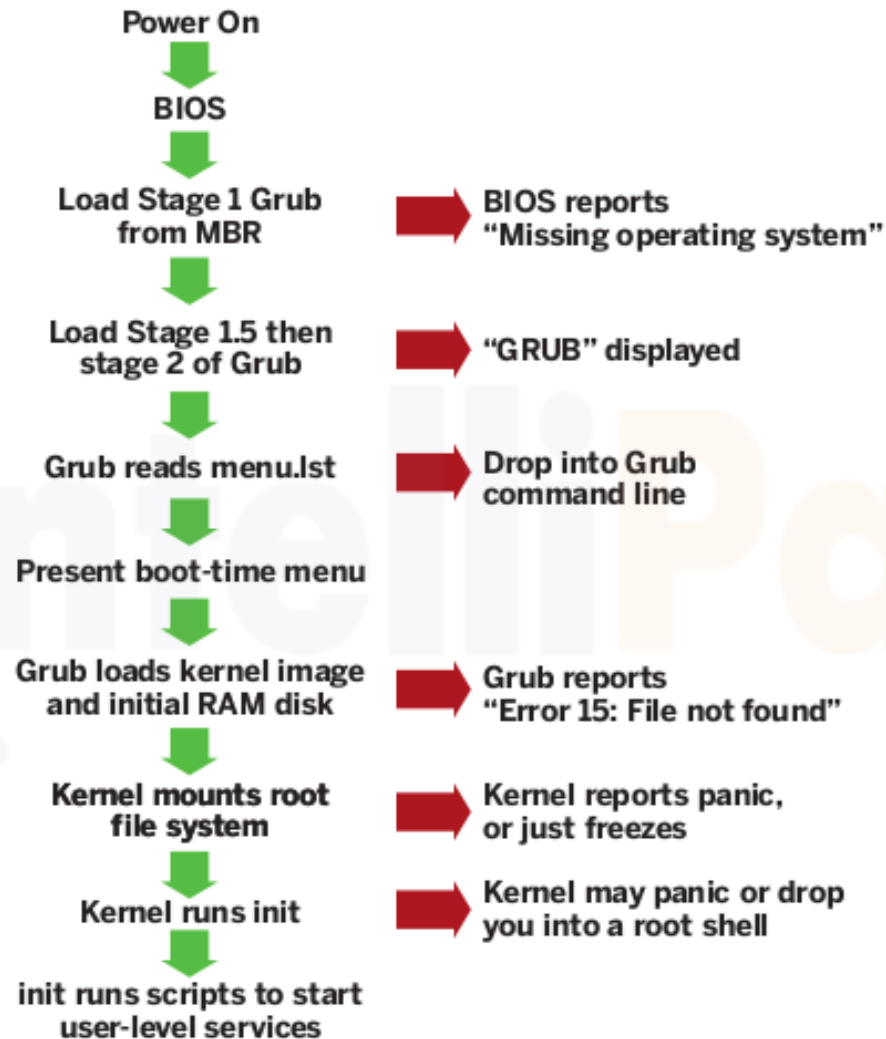 Power On
BIOS
Load Stage 1 Grub
from MBR
BIOS reports
“Missing operating system”
Load Stage 1.5 then
stage 2 of Grub
“GRUB” displayed
Grub reads menu.lst
Drop into Grub
command line
Present boot-time menu
Grub loads kernel image
and initial RAM disk
Grub reports
“Error 15: File not found”
Kernel mounts root
file system
Kernel reports panic,
or just freezes
Kernel runs init
Kernel may panic or drop
you into a root shell
init runs scripts to start
user-level services